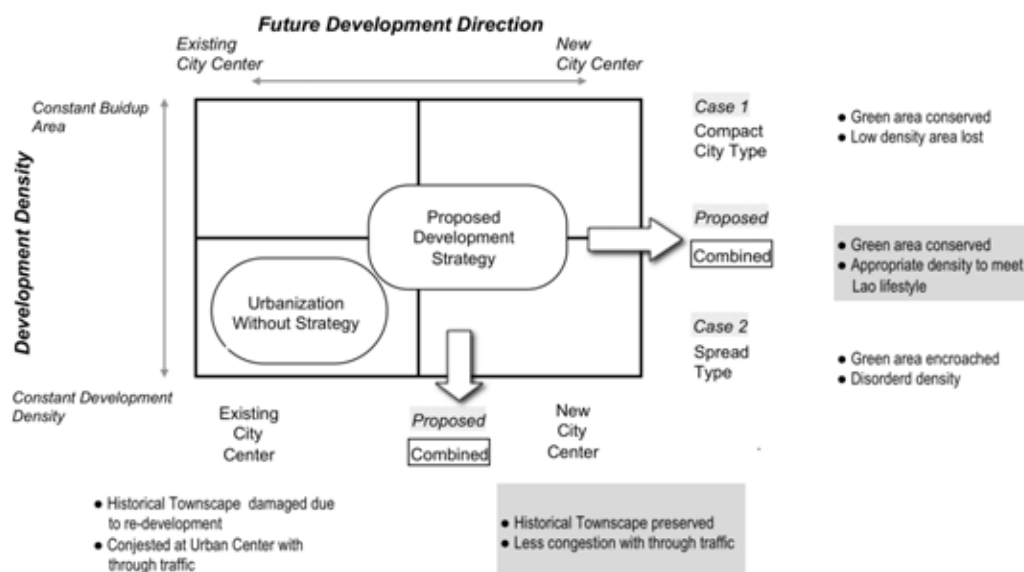 Future Development Direction
Existing
City Center
New
City Center
Constant Buidup
Area
Development Density
Constant Development
Density
Proposed
Development
Strategy
Urbanization
Without Strategy
Case 1
Compact
City Type
● Green area conserved
● Low density area lost
Proposed
Combined
● Green area conserved
● Appropriate density to meet
Lao lifestyle
Case 2
Spread
Type
● Green area encroached
● Disorderd density
Existing
City
Center
Proposed
Combined
New
City
Center
● Historical Townscape damaged due
to re-development
● Conjested at Urban Center with
through traffic
● Historical Townscape preserved
● Less congestion with through traffic